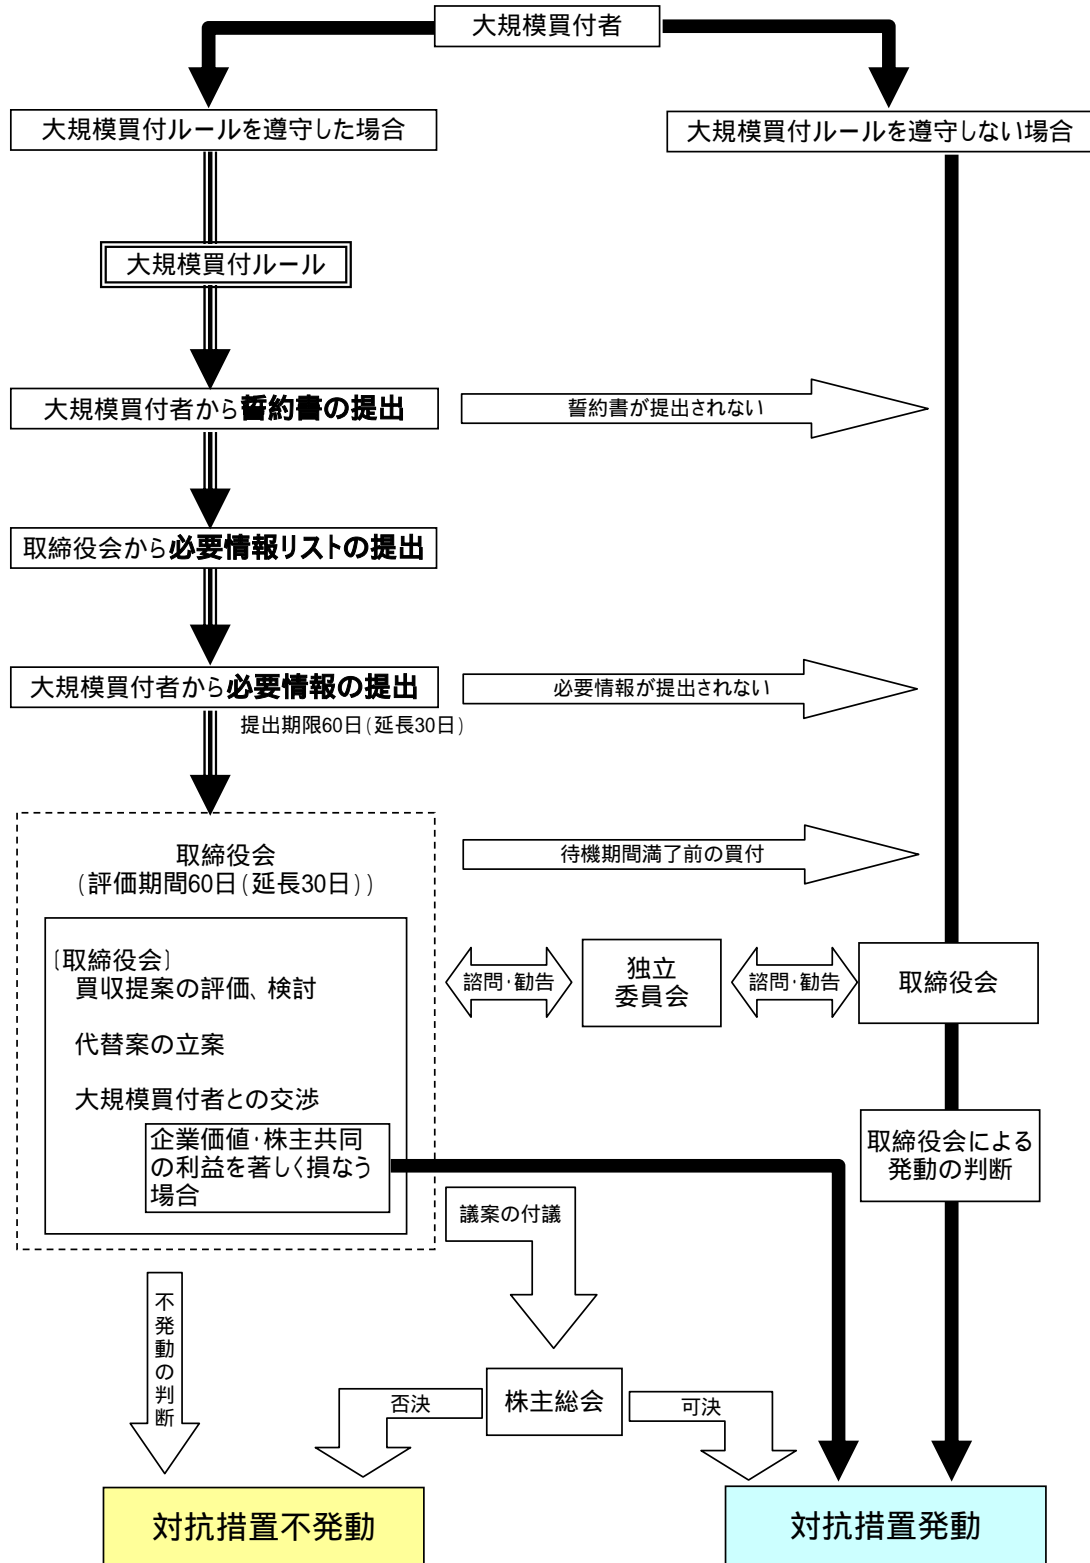 大規模買付者
大規模買付ルールを遵守した場合
大規模買付ルールを遵守しない場合
大規模買付ルール
大規模買付者から誓約書の提出
誓約書が提出されない
取締役会から必要情報リストの提出
大規模買付者から必要情報の提出
必要情報が提出されない
提出期限60日(延長30日)
取締役会
(評価期間60日(延長30日))
待機期間満了前の買付
〔取締役会〕
買収提案の評価、検討
代替案の立案
大規模買付者との交渉
諮問・勧告
独立
委員会
諮問・勧告
取締役会
企業価値・株主共同
の利益を著しく損なう
場合
取締役会による
発動の判断
議案の付議
不発動の判断
否決
株主総会
可決
対抗措置不発動
対抗措置発動